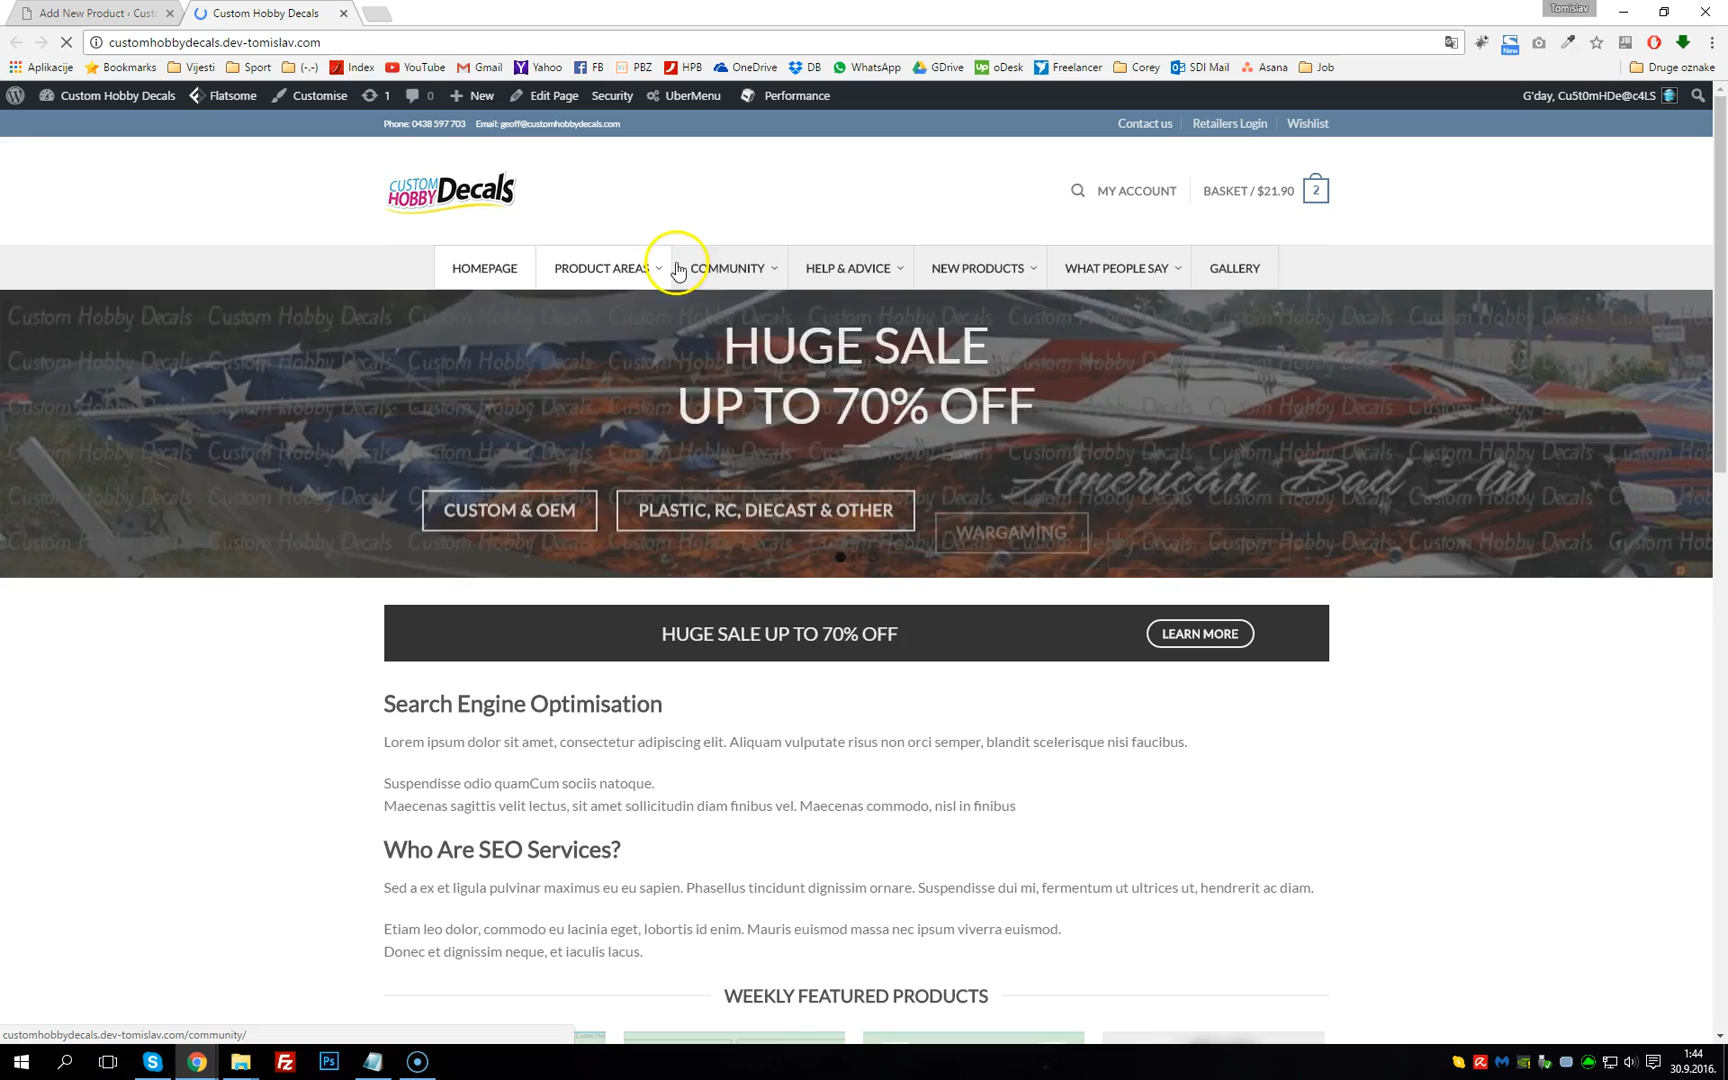 Add New Product ‹ Custo
Custom Hobby Decals
Tomislav
customhobbydecals.dev-tomislav.com
New
Aplikacije
Bookmarks
Vijesti
Sport
(-.-)
Index
YouTube
Gmail
Yahoo
FB
PBZ
HPB
OneDrive
DB
WhatsApp
GDrive
oDesk
Freelancer
Corey
SDI Mail
Asana
Job
Druge oznake
Custom Hobby Decals
Flatsome
Customise
1
0
New
Edit Page
Security
UberMenu
Performance
G'day, Cu5t0mHDe@c4LS
Phone: 0438 597 703 Email: geoff@customhobbydecals.com
Contact us
Retailers Login
Wishlist
CUSTOM HOBBY Decals
MY ACCOUNT
BASKET / $21.90
2
HOMEPAGE
PRODUCT AREAS
COMMUNITY
HELP & ADVICE
NEW PRODUCTS
WHAT PEOPLE SAY
GALLERY
HUGE SALE
UP TO 70% OFF
American Bad Ass
CUSTOM & OEM
PLASTIC, RC, DIECAST & OTHER
WARGAMING
HUGE SALE UP TO 70% OFF
LEARN MORE
Search Engine Optimisation
Lorem ipsum dolor sit amet, consectetur adipiscing elit. Aliquam vulputate risus non orci semper, blandit scelerisque nisi faucibus.
Suspendisse odio quamCum sociis natoque.
Maecenas sagittis velit lectus, sit amet sollicitudin diam finibus vel. Maecenas commodo, nisl in finibus
Who Are SEO Services?
Sed a ex et ligula pulvinar maximus eu eu sapien. Phasellus tincidunt dignissim ornare. Suspendisse dui mi, fermentum ut ultrices ut, hendrerit ac diam.
Etiam leo dolor, commodo eu lacinia eget, lobortis id enim. Mauris euismod massa nec ipsum viverra euismod.
Donec et dignissim neque, et iaculis lacus.
WEEKLY FEATURED PRODUCTS
customhobbydecals.dev-tomislav.com/community/
1:44
30.9.2016.